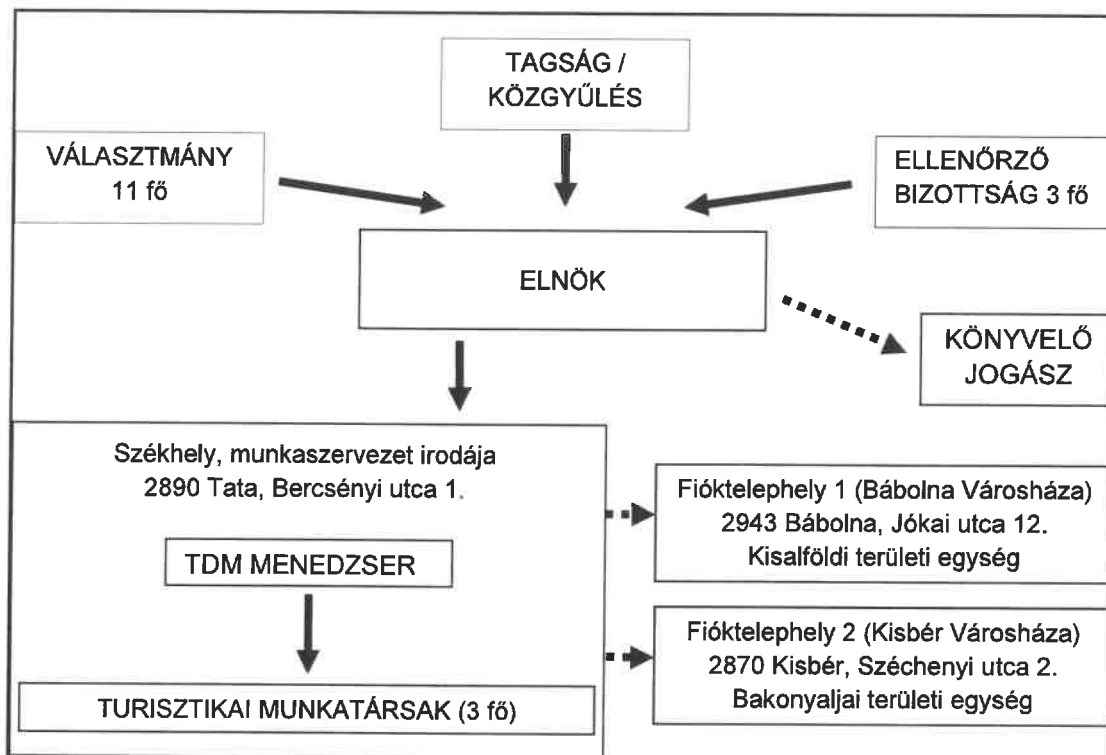 TAGSÁG /
KÖZGYŰLÉS
VÁLASZTMÁNY
11 fő
ELLENŐRZŐ
BIZOTTSÁG 3 fő
ELNÖK
KÖNYVELŐ
JOGÁSZ
Székhely, munkaszervezet irodája
2890 Tata, Bercsényi utca 1.
TDM MENEDZSER
TURISZTIKAI MUNKATÁRSAK (3 fő)
Fióktelephely 1 (Bábolna Városháza)
2943 Bábolna, Jókai utca 12.
Kisalföldi területi egység
Fióktelephely 2 (Kisbér Városháza)
2870 Kisbér, Széchenyi utca 2.
Bakonyaljai területi egység